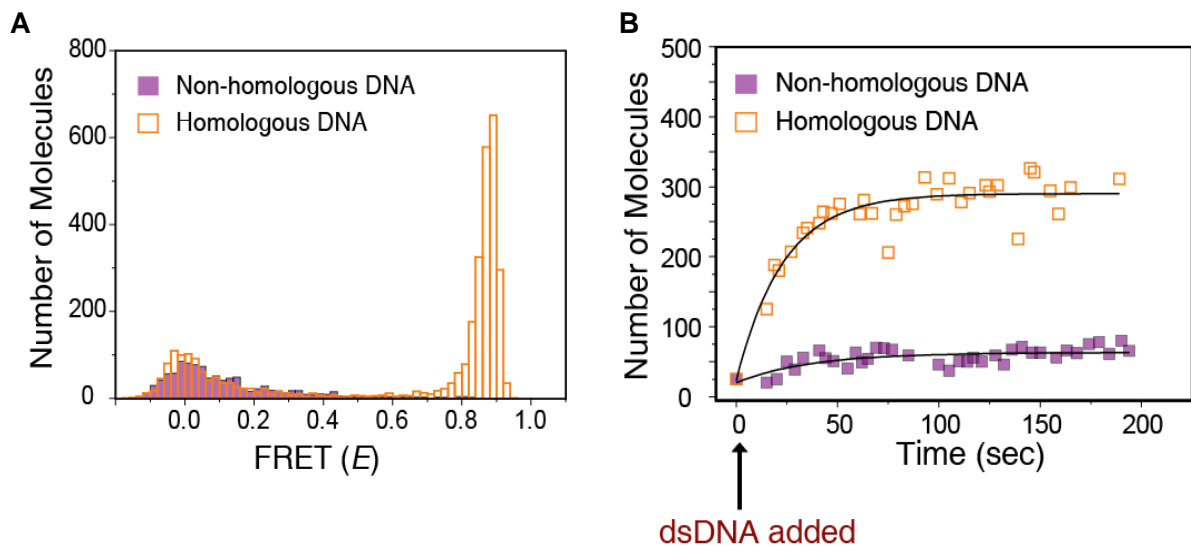 A
Number of Molecules
800
600
400
200
0
Non-homologous DNA
Homologous DNA
0.0 0.2 0.4 0.6 0.8 1.0
FRET (E)
B
Number of Molecules
500
400
300
200
100
0
Non-homologous DNA
Homologous DNA
0 50 100 150 200
Time (sec)
dsDNA added